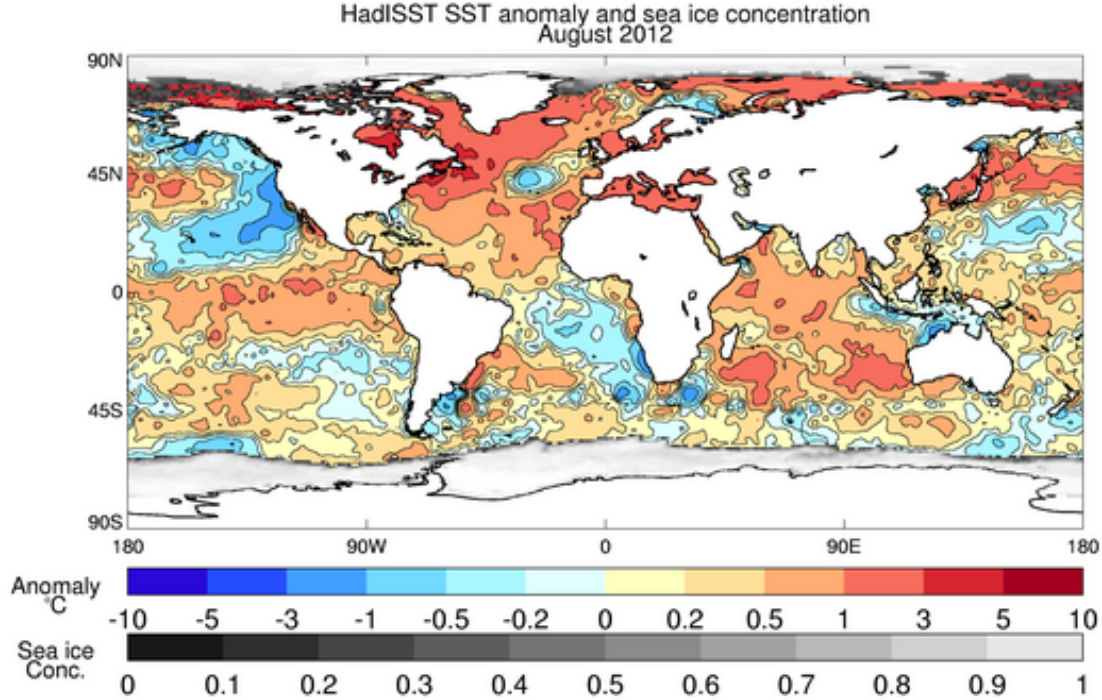 HadISST SST anomaly and sea ice concentration
August 2012
90N
45N
0
45S
90S
180 90W 0 90E 180
Anomaly
°C
-10 -5 -3 -1 -0.5 -0.2 0 0.2 0.5 1 3 5 10
Sea ice
Conc.
0 0.1 0.2 0.3 0.4 0.5 0.6 0.7 0.8 0.9 1